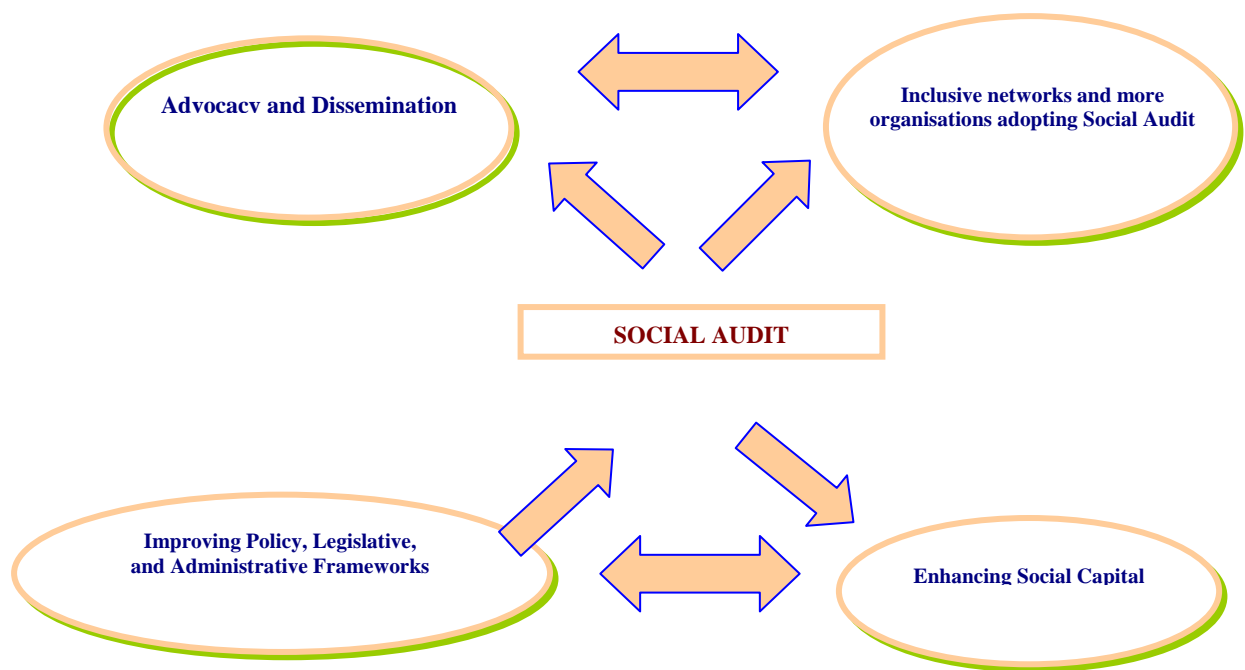 Advocacy and Dissemination
Inclusive networks and more
organisations adopting Social Audit
SOCIAL AUDIT
Improving Policy, Legislative,
and Administrative Frameworks
Enhancing Social Capital